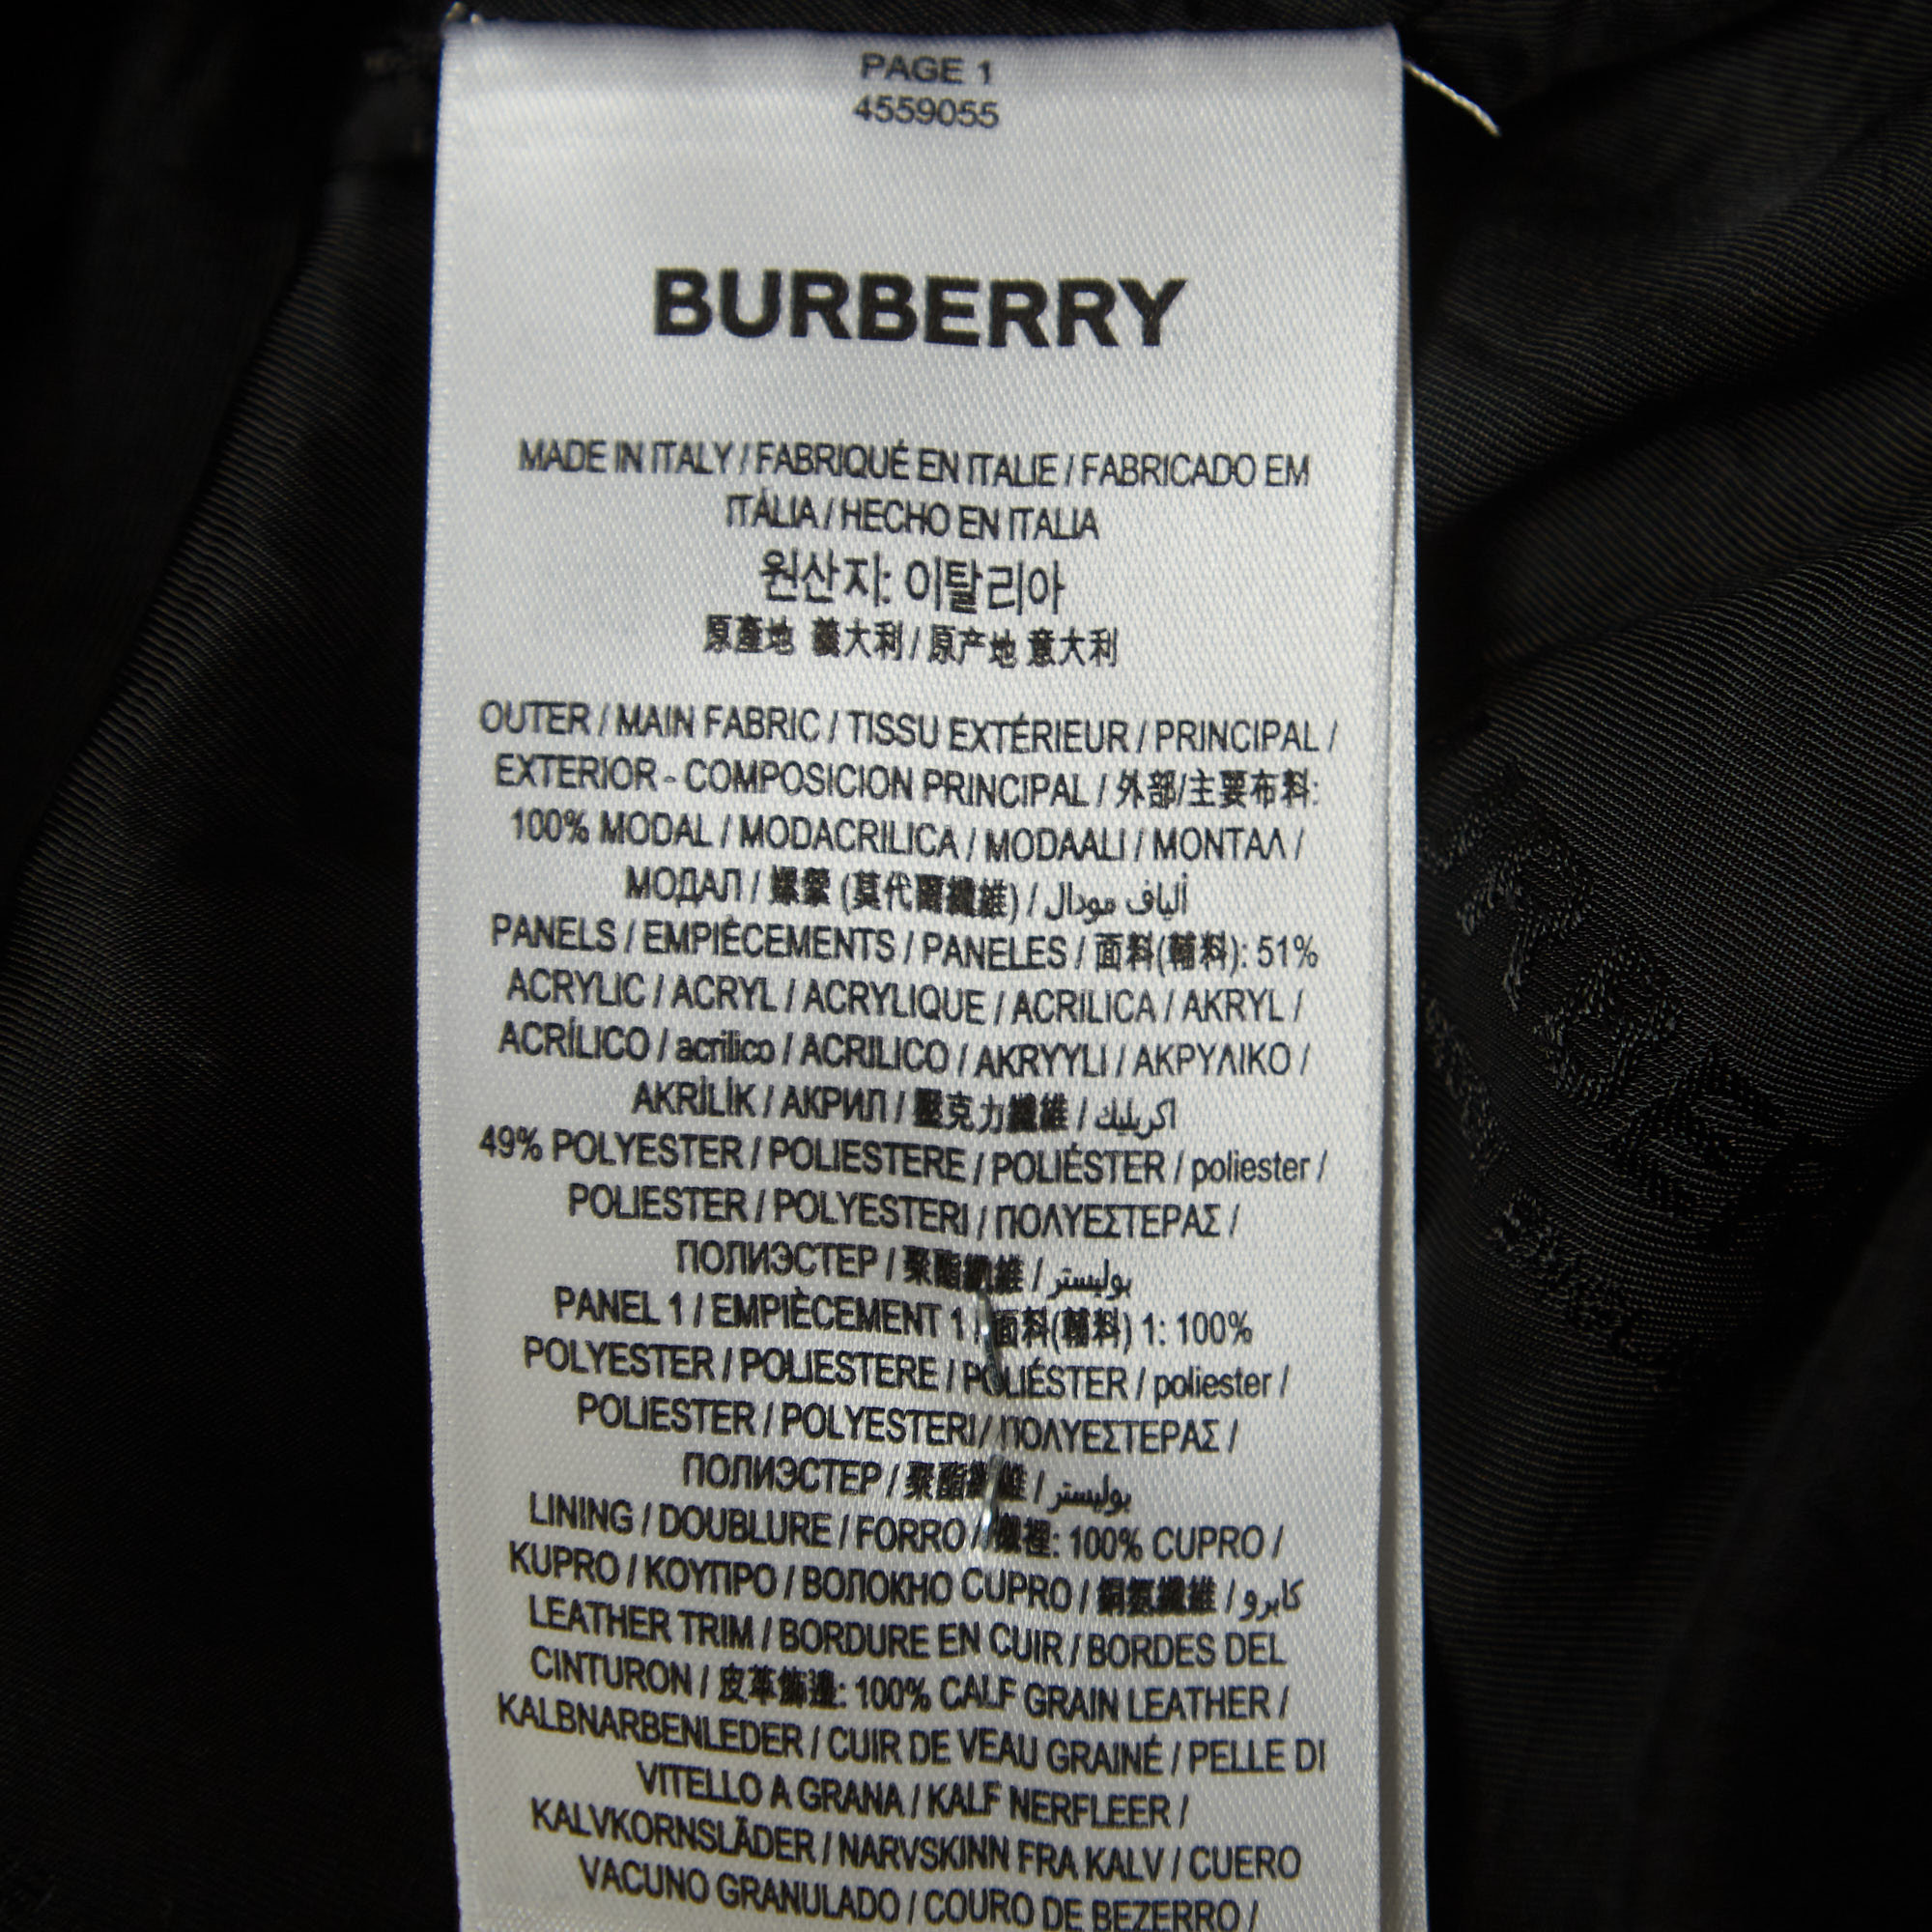 PAGE 1
4559055
BURBERRY
MADE IN ITALY / FABRIQUÉ EN ITALIE / FABRICADO EM
ITÁLIA / HECHO EN ITALIA
원산지: 이탈리아
原產地 義大利 / 原产地 意大利
OUTER / MAIN FABRIC / TISSU EXTÉRIEUR / PRINCIPAL /
EXTERIOR - COMPOSICION PRINCIPAL / 外部/主要布料:
100% MODAL / MODACRILICA / MODAALI / ΜΟΝΤΑΛ /
МОДАЛ / 螺縈 (莫代爾纖維) / ألياف مودال
PANELS / EMPIÈCEMENTS / PANELES / 面料(輔料): 51%
ACRYLIC / ACRYL / ACRYLIQUE / ACRILICA / AKRYL /
ACRÍLICO / acrilico / ACRILICO / AKRYYLI / ΑΚΡΥΛΙΚΟ /
AKRİLİK / АКРИЛ / 壓克力纖維 / اكريليك
49% POLYESTER / POLIESTERE / POLIÉSTER / poliester /
POLIESTER / POLYESTERI / ΠΟΛΥΕΣΤΕΡΑΣ /
ПОЛИЭСТЕР / 聚酯纖維 / بوليستر
PANEL 1 / EMPIÈCEMENT 1 / 面料(輔料) 1: 100%
POLYESTER / POLIESTERE / POLIÉSTER / poliester /
POLIESTER / POLYESTERI / ΠΟΛΥΕΣΤΕΡΑΣ /
ПОЛИЭСТЕР / 聚酯纖維 / بوليستر
LINING / DOUBLURE / FORRO / 襯裡: 100% CUPRO /
KUPRO / ΚΟΥΠΡΟ / ВОЛОКНО CUPRO / 銅氨纖維 / كابرو
LEATHER TRIM / BORDURE EN CUIR / BORDES DEL
CINTURON / 皮革飾邊: 100% CALF GRAIN LEATHER /
KALBNARBENLEDER / CUIR DE VEAU GRAINÉ / PELLE DI
VITELLO A GRANA / KALF NERFLEER /
KALVKORNSLÄDER / NARVSKINN FRA KALV / CUERO
VACUNO GRANULADO / COURO DE BEZERRO /